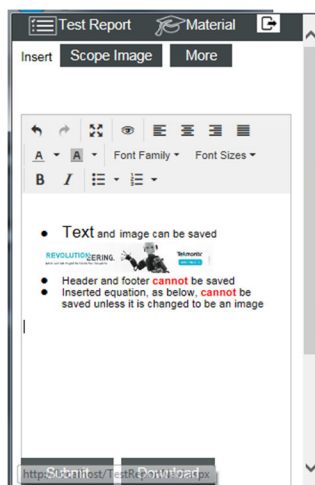 Test Report Material
Insert Scope Image More
A A Font Family Font Sizes
B I
Text and image can be saved
REVOLUTIONEERING. Tektronix
Header and footer cannot be saved
Inserted equation, as below, cannot be
saved unless it is changed to be an image
Submit Download